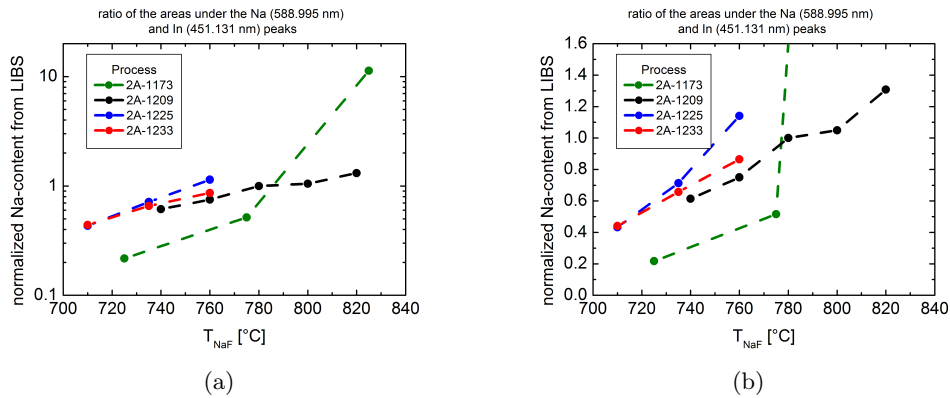 ratio of the areas under the Na (588.995 nm)
and In (451.131 nm) peaks
normalized Na-content from LIBS
10
1
0.1
Process
2A-1173
2A-1209
2A-1225
2A-1233
700 720 740 760 780 800 820 840
T_NaF [°C]
(a)
ratio of the areas under the Na (588.995 nm)
and In (451.131 nm) peaks
normalized Na-content from LIBS
1.6
1.4
1.2
1.0
0.8
0.6
0.4
0.2
0.0
Process
2A-1173
2A-1209
2A-1225
2A-1233
700 720 740 760 780 800 820 840
T_NaF [°C]
(b)